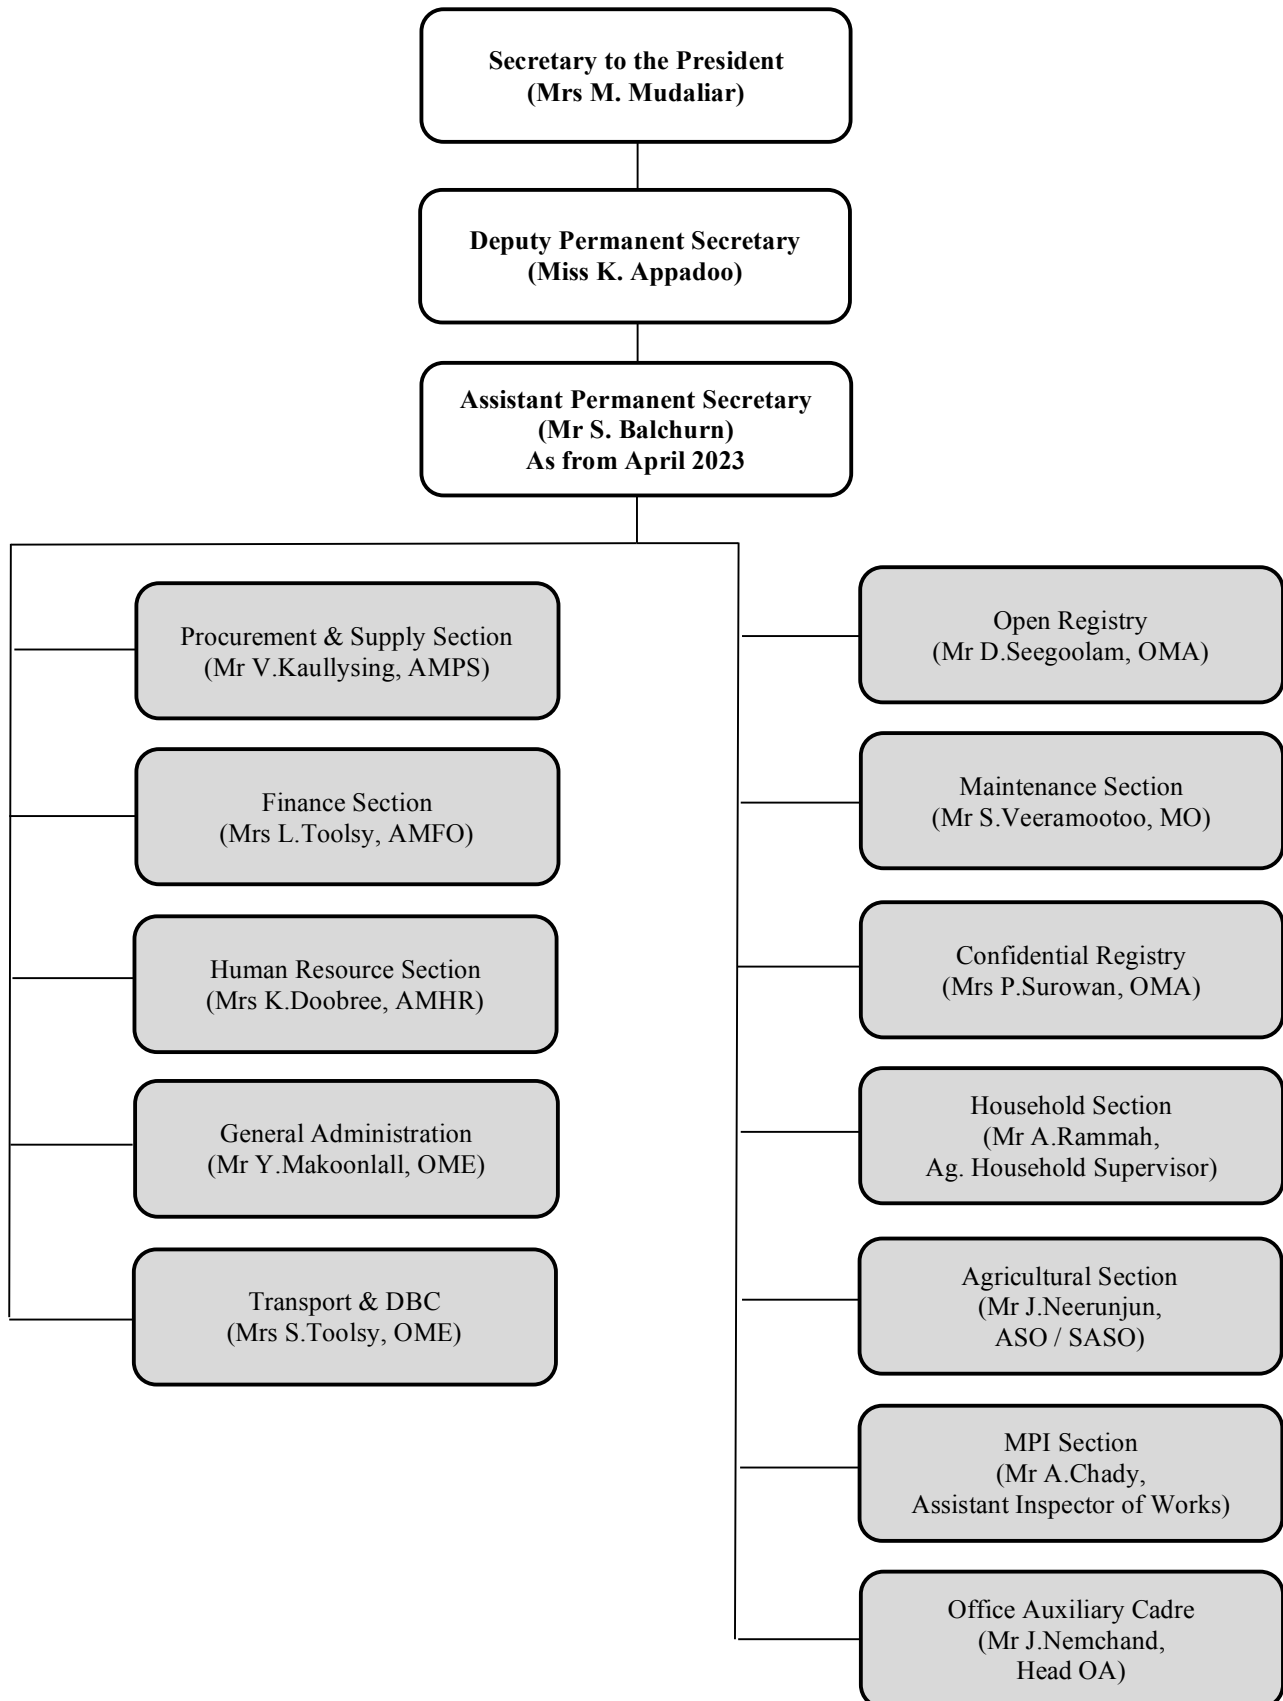 Secretary to the President
(Mrs M. Mudaliar)
Deputy Permanent Secretary
(Miss K. Appadoo)
Assistant Permanent Secretary
(Mr S. Balchurn)
As from April 2023
Procurement & Supply Section
(Mr V.Kaullysing, AMPS)
Finance Section
(Mrs L.Toolsy, AMFO)
Human Resource Section
(Mrs K.Doobree, AMHR)
General Administration
(Mr Y.Makoonlall, OME)
Transport & DBC
(Mrs S.Toolsy, OME)
Open Registry
(Mr D.Seegoolam, OMA)
Maintenance Section
(Mr S.Veeramootoo, MO)
Confidential Registry
(Mrs P.Surowan, OMA)
Household Section
(Mr A.Rammah,
Ag. Household Supervisor)
Agricultural Section
(Mr J.Neerunjun,
ASO / SASO)
MPI Section
(Mr A.Chady,
Assistant Inspector of Works)
Office Auxiliary Cadre
(Mr J.Nemchand,
Head OA)